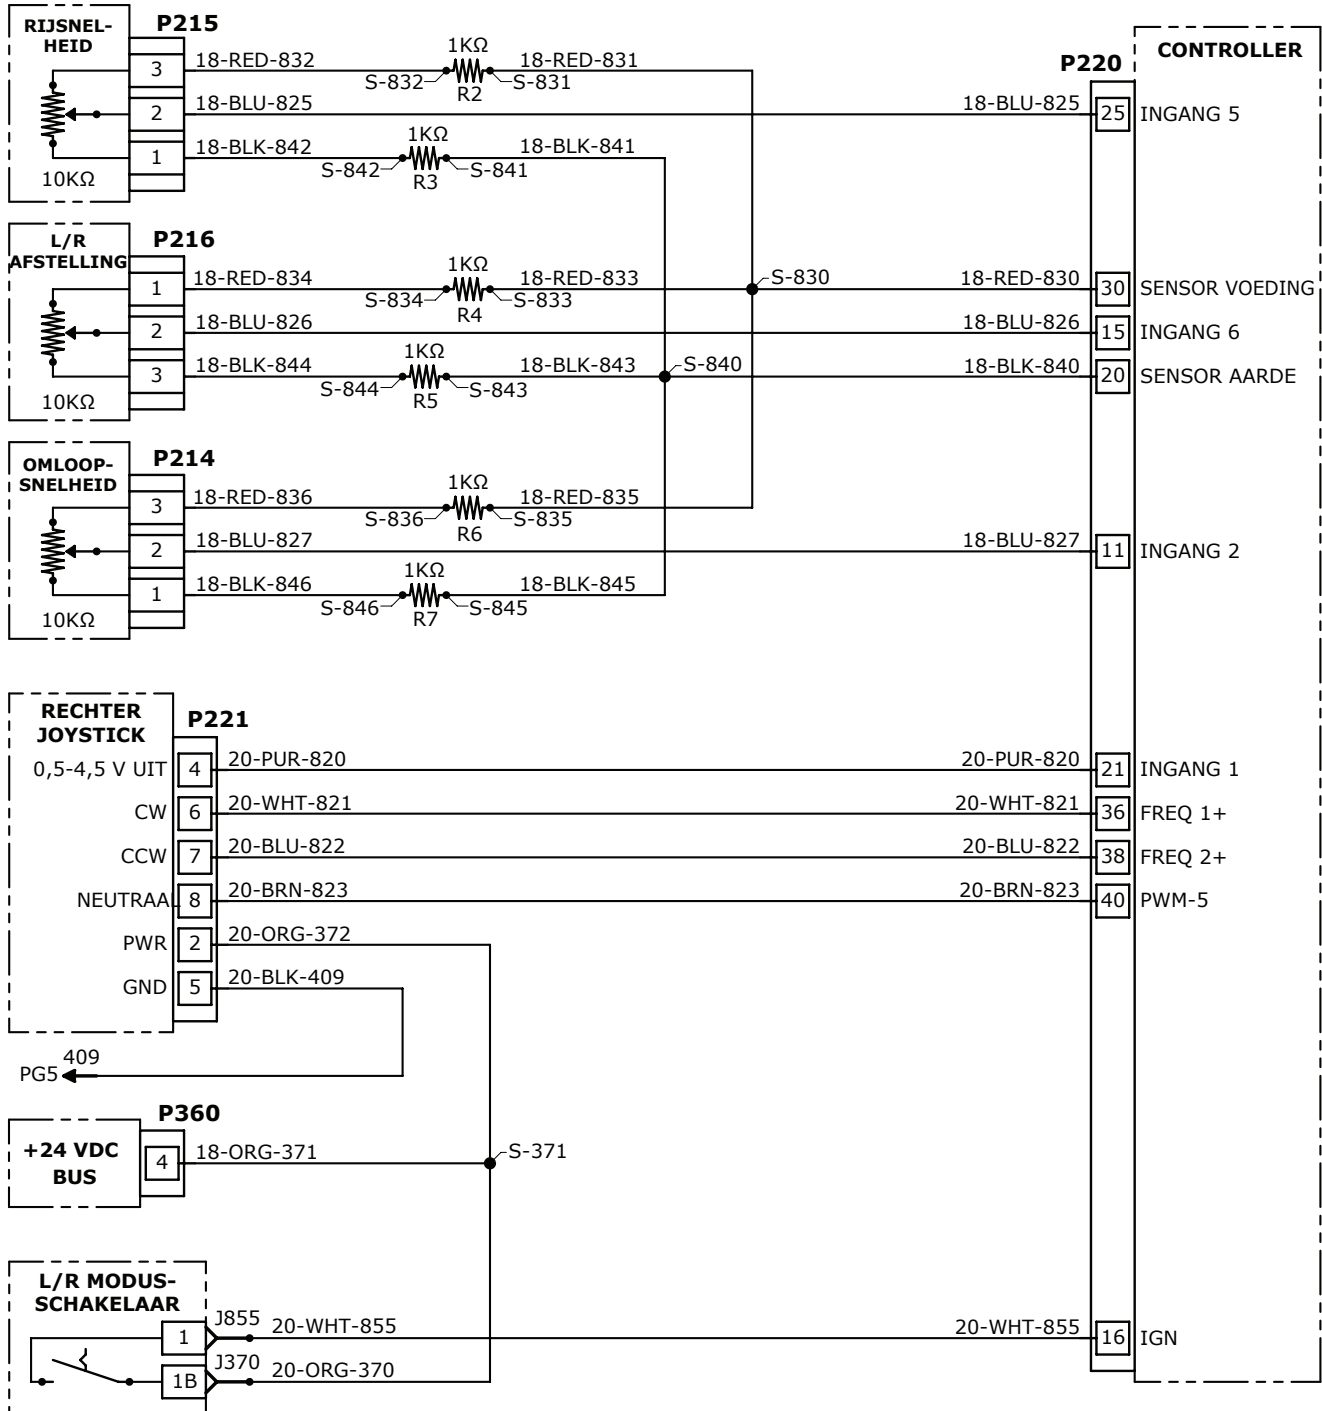 RIJSNEL-
HEID
P215
3
18-RED-832
1KΩ
S-832
R2
18-RED-831
S-831
2
18-BLU-825
18-BLU-825
25
INGANG 5
1
18-BLK-842
1KΩ
S-842
R3
18-BLK-841
S-841
10KΩ
P220
CONTROLLER
L/R
AFSTELLING
P216
1
18-RED-834
1KΩ
S-834
R4
18-RED-833
S-833
S-830
18-RED-830
30
SENSOR VOEDING
2
18-BLU-826
18-BLU-826
15
INGANG 6
3
18-BLK-844
1KΩ
S-844
R5
18-BLK-843
S-843
S-840
18-BLK-840
20
SENSOR AARDE
10KΩ
OMLOOP-
SNELHEID
P214
3
18-RED-836
1KΩ
S-836
R6
18-RED-835
S-835
2
18-BLU-827
18-BLU-827
11
INGANG 2
1
18-BLK-846
1KΩ
S-846
R7
18-BLK-845
S-845
10KΩ
RECHTER
JOYSTICK
P221
0,5-4,5 V UIT
4
20-PUR-820
20-PUR-820
21
INGANG 1
CW
6
20-WHT-821
20-WHT-821
36
FREQ 1+
CCW
7
20-BLU-822
20-BLU-822
38
FREQ 2+
NEUTRAAL
8
20-BRN-823
20-BRN-823
40
PWM-5
PWR
2
20-ORG-372
GND
5
20-BLK-409
409
PG5
P360
+24 VDC
BUS
4
18-ORG-371
S-371
L/R MODUS-
SCHAKELAAR
1
J855
20-WHT-855
20-WHT-855
16
IGN
1B
J370
20-ORG-370